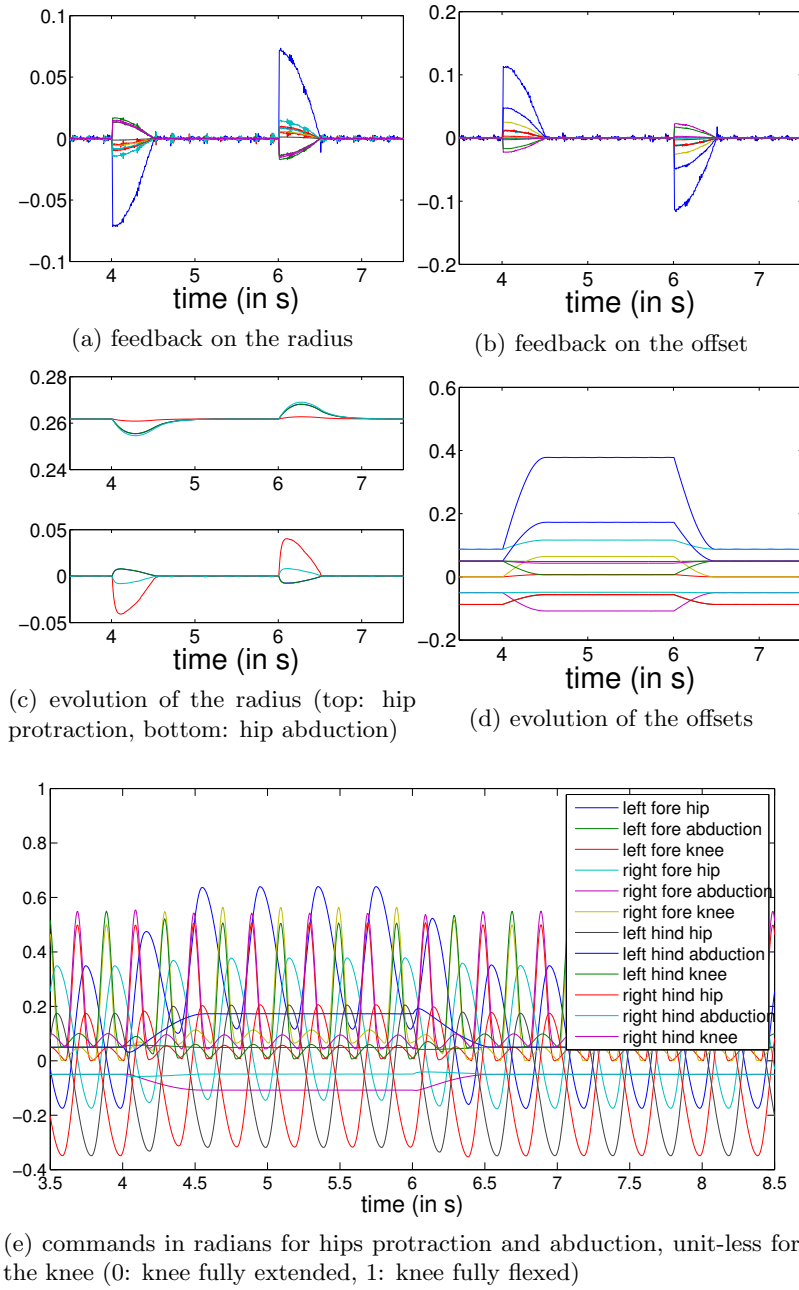 0.1
0.05
0
−0.05
−0.1
4 5 6 7
time (in s)
(a) feedback on the radius
0.2
0.1
0
−0.1
−0.2
4 5 6 7
time (in s)
(b) feedback on the offset
0.28
0.26
0.24
4 5 6 7
0.05
0
−0.05
4 5 6 7
time (in s)
(c) evolution of the radius (top: hip
protraction, bottom: hip abduction)
0.6
0.4
0.2
0
−0.2
4 5 6 7
time (in s)
(d) evolution of the offsets
1
0.8
0.6
0.4
0.2
0
−0.2
−0.4
3.5 4 4.5 5 5.5 6 6.5 7 7.5 8 8.5
time (in s)
left fore hip
left fore abduction
left fore knee
right fore hip
right fore abduction
right fore knee
left hind hip
left hind abduction
left hind knee
right hind hip
right hind abduction
right hind knee
(e) commands in radians for hips protraction and abduction, unit-less for
the knee (0: knee fully extended, 1: knee fully flexed)